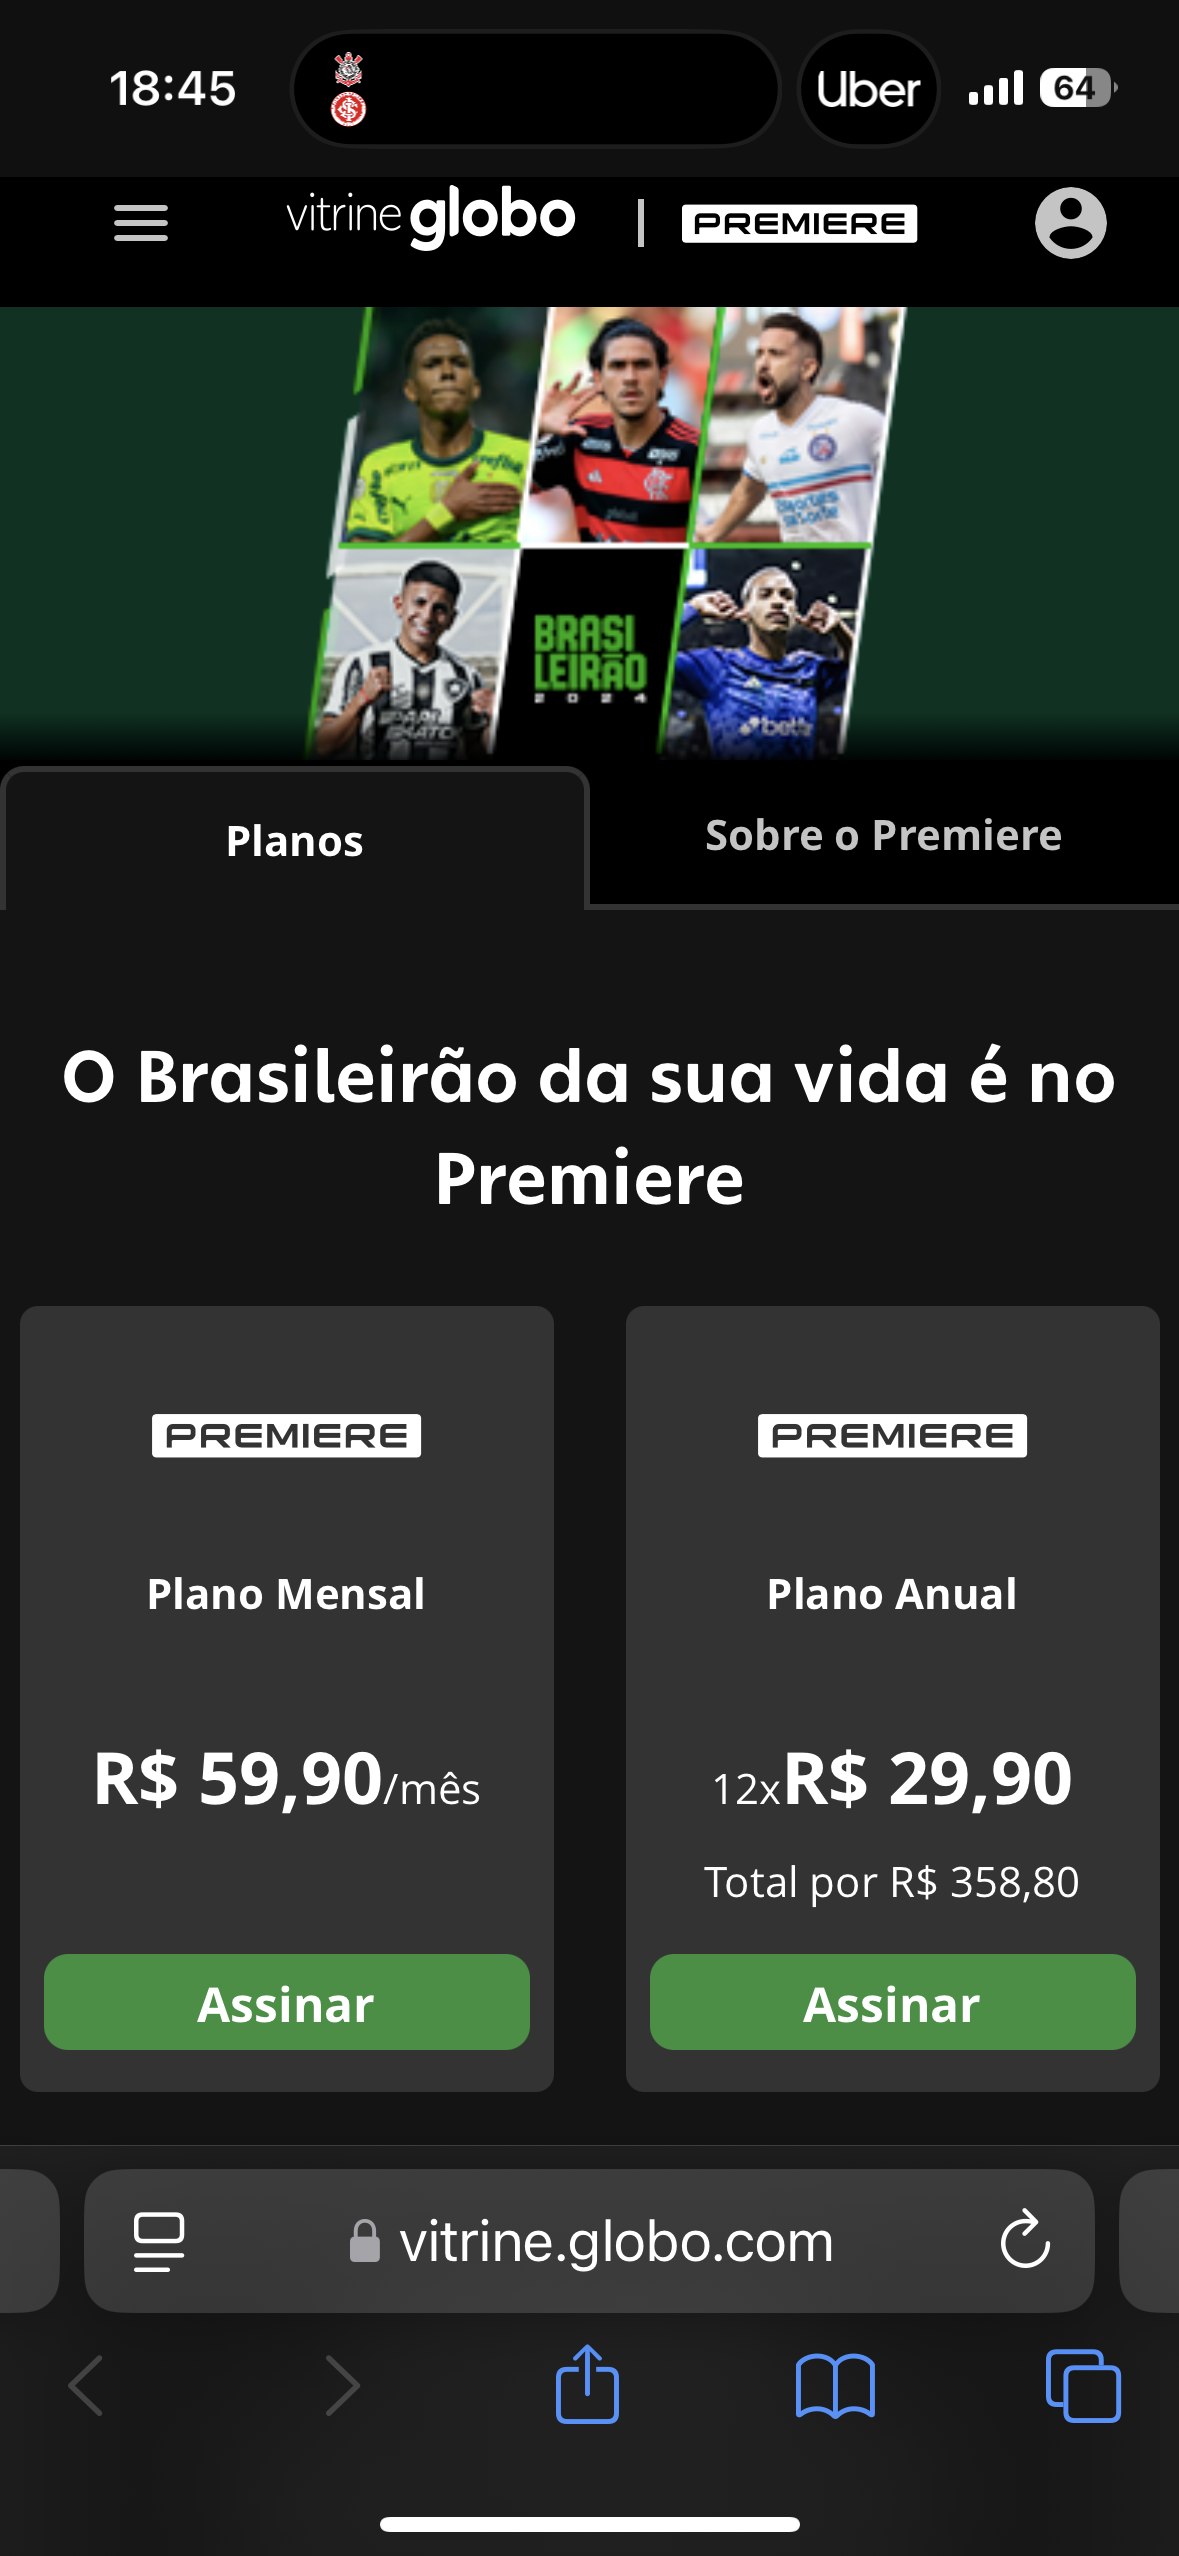 18:45
Uber
64
vitrine globo | PREMIERE
BRASI
LEIRÃO
2024
Planos
Sobre o Premiere
O Brasileirão da sua vida é no
Premiere
PREMIERE
Plano Mensal
R$ 59,90/mês
Assinar
PREMIERE
Plano Anual
12xR$ 29,90
Total por R$ 358,80
Assinar
vitrine.globo.com